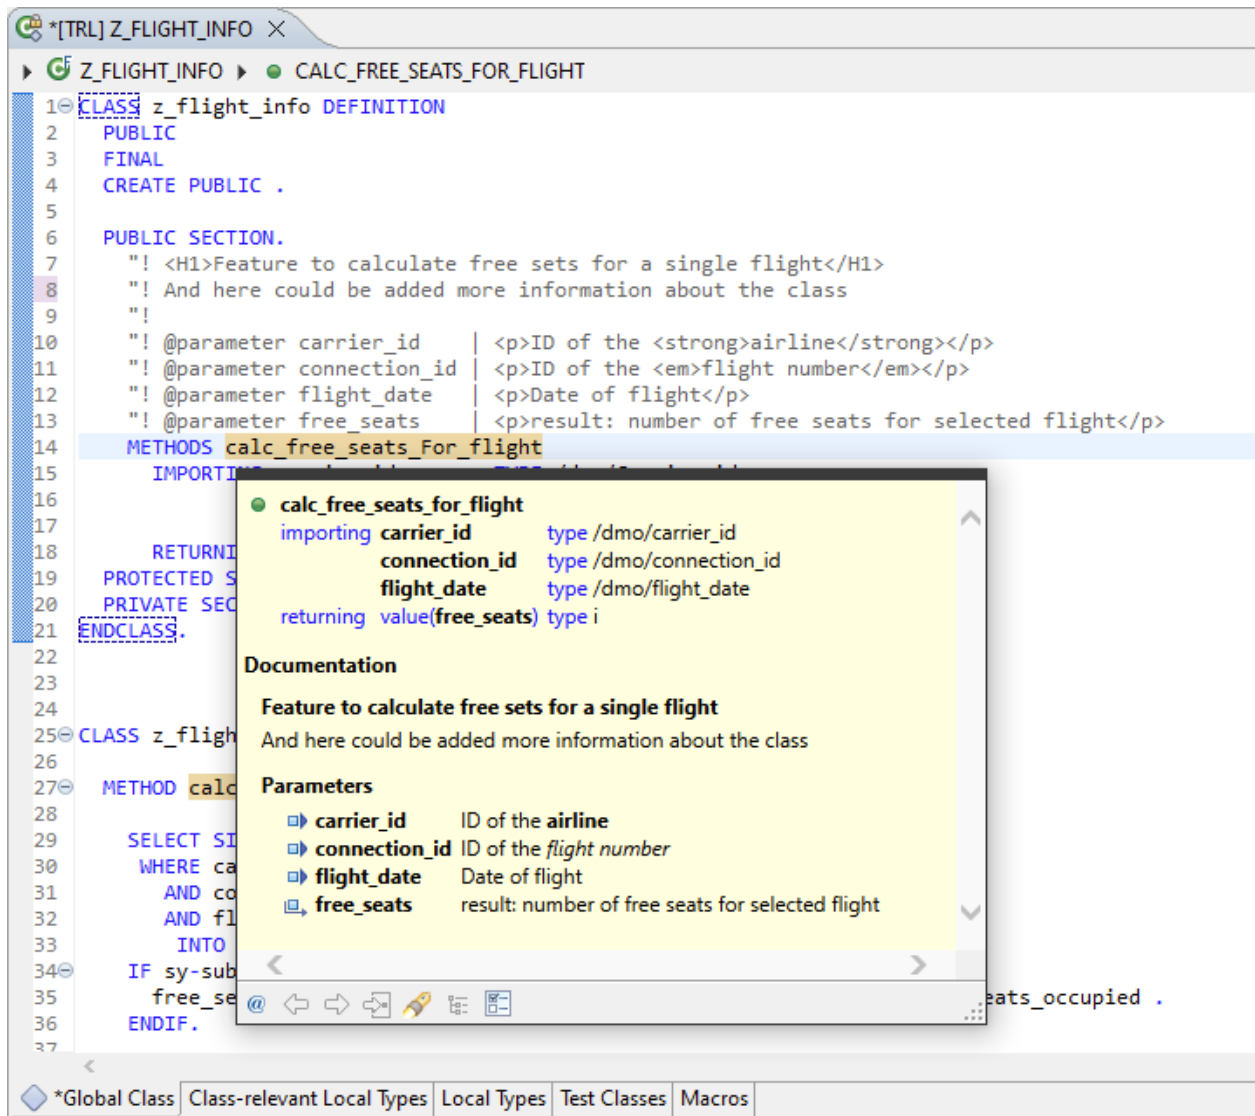 *[TRL] Z_FLIGHT_INFO
Z_FLIGHT_INFO CALC_FREE_SEATS_FOR_FLIGHT
1 CLASS z_flight_info DEFINITION
2 PUBLIC
3 FINAL
4 CREATE PUBLIC .
5
6 PUBLIC SECTION.
7 "! <H1>Feature to calculate free sets for a single flight</H1>
8 "! And here could be added more information about the class
9 "!
10 "! @parameter carrier_id | <p>ID of the <strong>airline</strong></p>
11 "! @parameter connection_id | <p>ID of the <em>flight number</em></p>
12 "! @parameter flight_date | <p>Date of flight</p>
13 "! @parameter free_seats | <p>result: number of free seats for selected flight</p>
14 METHODS calc_free_seats_For_flight
15 IMPORTI
16
17
18 RETURNI
19 PROTECTED S
20 PRIVATE SEC
21 ENDCLASS.
22
23
24
25 CLASS z_fligh
26
27 METHOD calc
28
29 SELECT SI
30 WHERE ca
31 AND co
32 AND fl
33 INTO
34 IF sy-sub
35 free_se eats_occupied .
36 ENDIF.
37
calc_free_seats_for_flight
importing carrier_id type /dmo/carrier_id
connection_id type /dmo/connection_id
flight_date type /dmo/flight_date
returning value(free_seats) type i
Documentation
Feature to calculate free sets for a single flight
And here could be added more information about the class
Parameters
carrier_id ID of the airline
connection_id ID of the flight number
flight_date Date of flight
free_seats result: number of free seats for selected flight
*Global Class Class-relevant Local Types Local Types Test Classes Macros